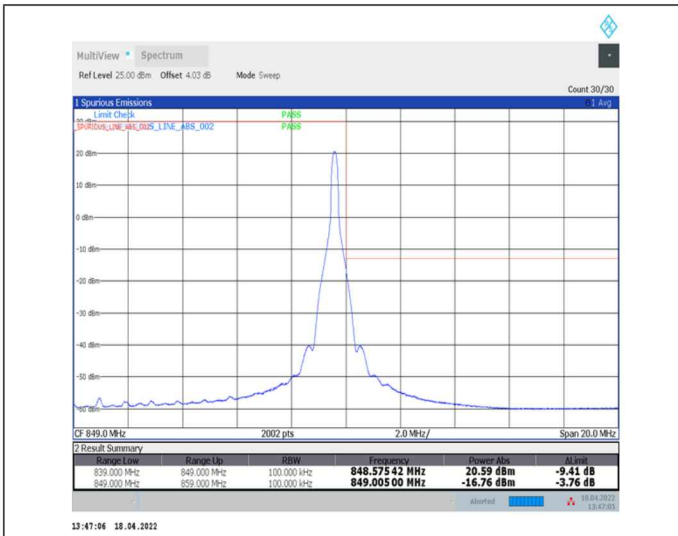 MultiView Spectrum
Ref Level 25.00 dBm Offset 4.03 dB Mode Sweep
Count 30/30
1 Spurious Emissions 1 Avg
Limit Check PASS
_SPURIOUS_LINE_ABS_002 PASS
20 dBm
10 dBm
0 dBm
-10 dBm
-20 dBm
-30 dBm
-40 dBm
-50 dBm
-60 dBm
CF 849.0 MHz 2002 pts 2.0 MHz/ Span 20.0 MHz
2 Result Summary
Range Low Range Up RBW Frequency Power Abs ΔLimit
839.000 MHz 849.000 MHz 100.000 kHz 848.57542 MHz 20.59 dBm -9.41 dB
849.000 MHz 859.000 MHz 100.000 kHz 849.00500 MHz -16.76 dBm -3.76 dB
Aborted 18.04.2022
13:47:05
13:47:06 18.04.2022